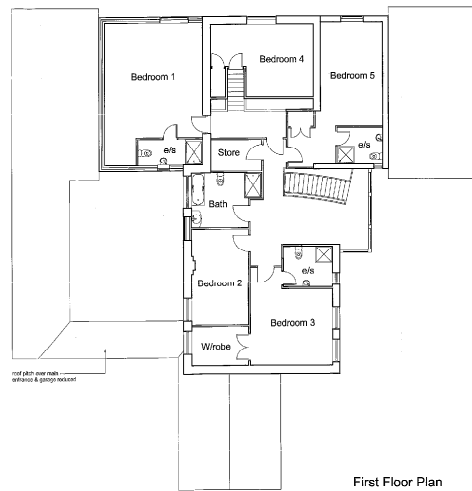 Bedroom 1
Bedroom 4
Bedroom 5
e/s
Store
e/s
Bath
e/s
Bedroom 2
Bedroom 3
W/robe
roof pitch over main
entrance & garage reduced
First Floor Plan